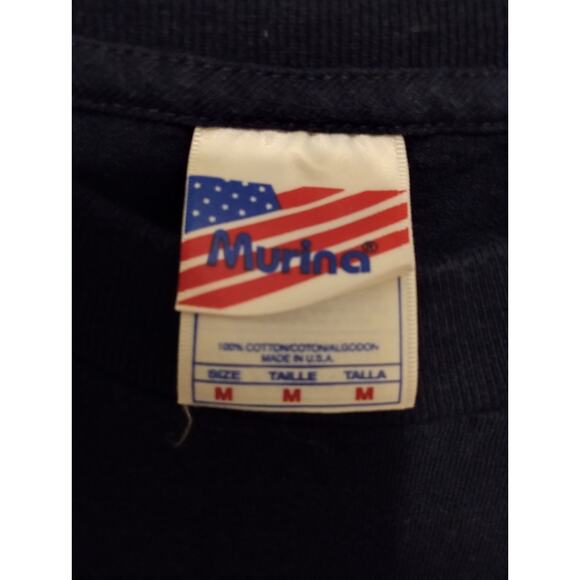 Murina®
100% COTTON/COTON/ALGODON
MADE IN U.S.A.
SIZE TAILLE TALLA
M M M